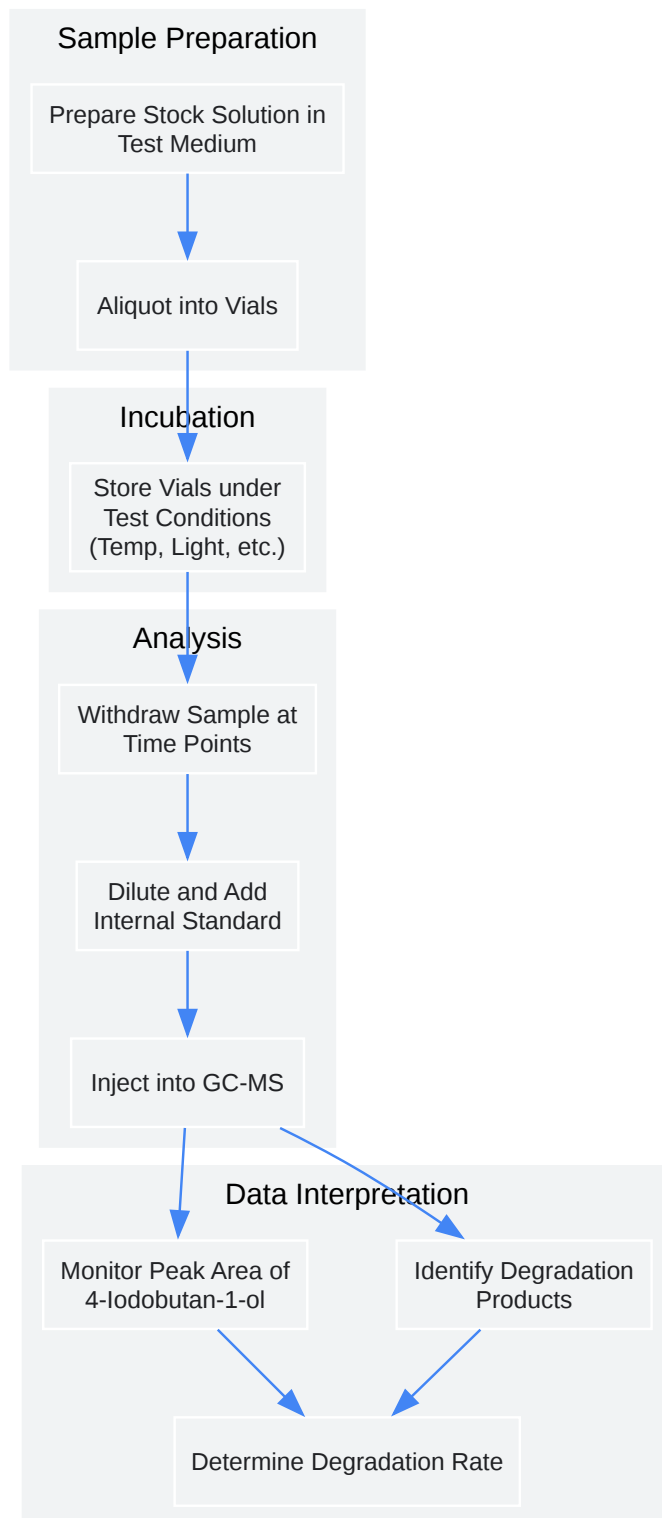 Sample Preparation
Prepare Stock Solution in
Test Medium
Aliquot into Vials
Incubation
Store Vials under
Test Conditions
(Temp, Light, etc.)
Analysis
Withdraw Sample at
Time Points
Dilute and Add
Internal Standard
Inject into GC-MS
Data Interpretation
Monitor Peak Area of
4-Iodobutan-1-ol
Identify Degradation
Products
Determine Degradation Rate